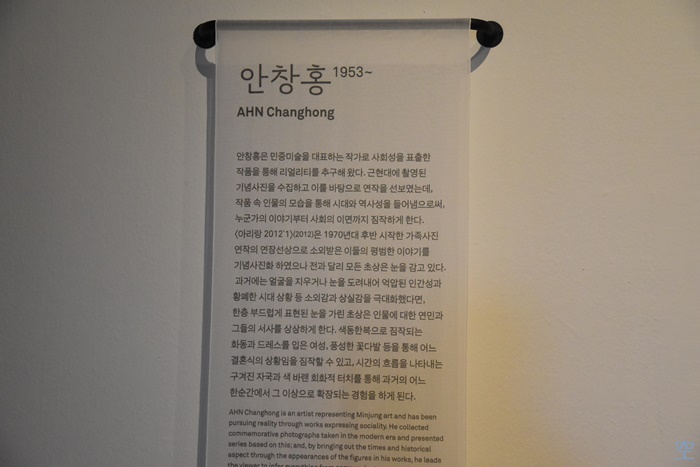 안창홍 1953~
AHN Changhong
안창홍은 민중미술을 대표하는 작가로 사회성을 표출한
작품을 통해 리얼리티를 추구해 왔다. 근현대에 촬영된
기념사진을 수집하고 이를 바탕으로 연작을 선보였는데,
작품 속 인물의 모습을 통해 시대와 역사성을 들어냄으로써,
누군가의 이야기부터 사회의 이면까지 짐작하게 한다.
〈아리랑 2012'1〉(2012)은 1970년대 후반 시작한 가족사진
연작의 연장선상으로 소외받은 이들의 평범한 이야기를
기념사진화 하였으나 전과 달리 모든 초상은 눈을 감고 있다.
과거에는 얼굴을 지우거나 눈을 도려내어 억압된 인간성과
황폐한 시대 상황 등 소외감과 상실감을 극대화했다면,
한층 부드럽게 표현된 눈을 가린 초상은 인물에 대한 연민과
그들의 서사를 상상하게 한다. 색동한복으로 짐작되는
화동과 드레스를 입은 여성, 풍성한 꽃다발 등을 통해 어느
결혼식의 상황임을 짐작할 수 있고, 시간의 흐름을 나타내는
구겨진 자국과 색 바랜 회화적 터치를 통해 과거의 어느
한순간에서 그 이상으로 확장되는 경험을 하게 된다.
AHN Changhong is an artist representing Minjung art and has been
pursuing reality through works expressing sociality. He collected
commemorative photographs taken in the modern era and presented
series based on this; and, by bringing out the times and historical
aspect through the appearances of the figures in his works, he leads
the viewer to infer everything from